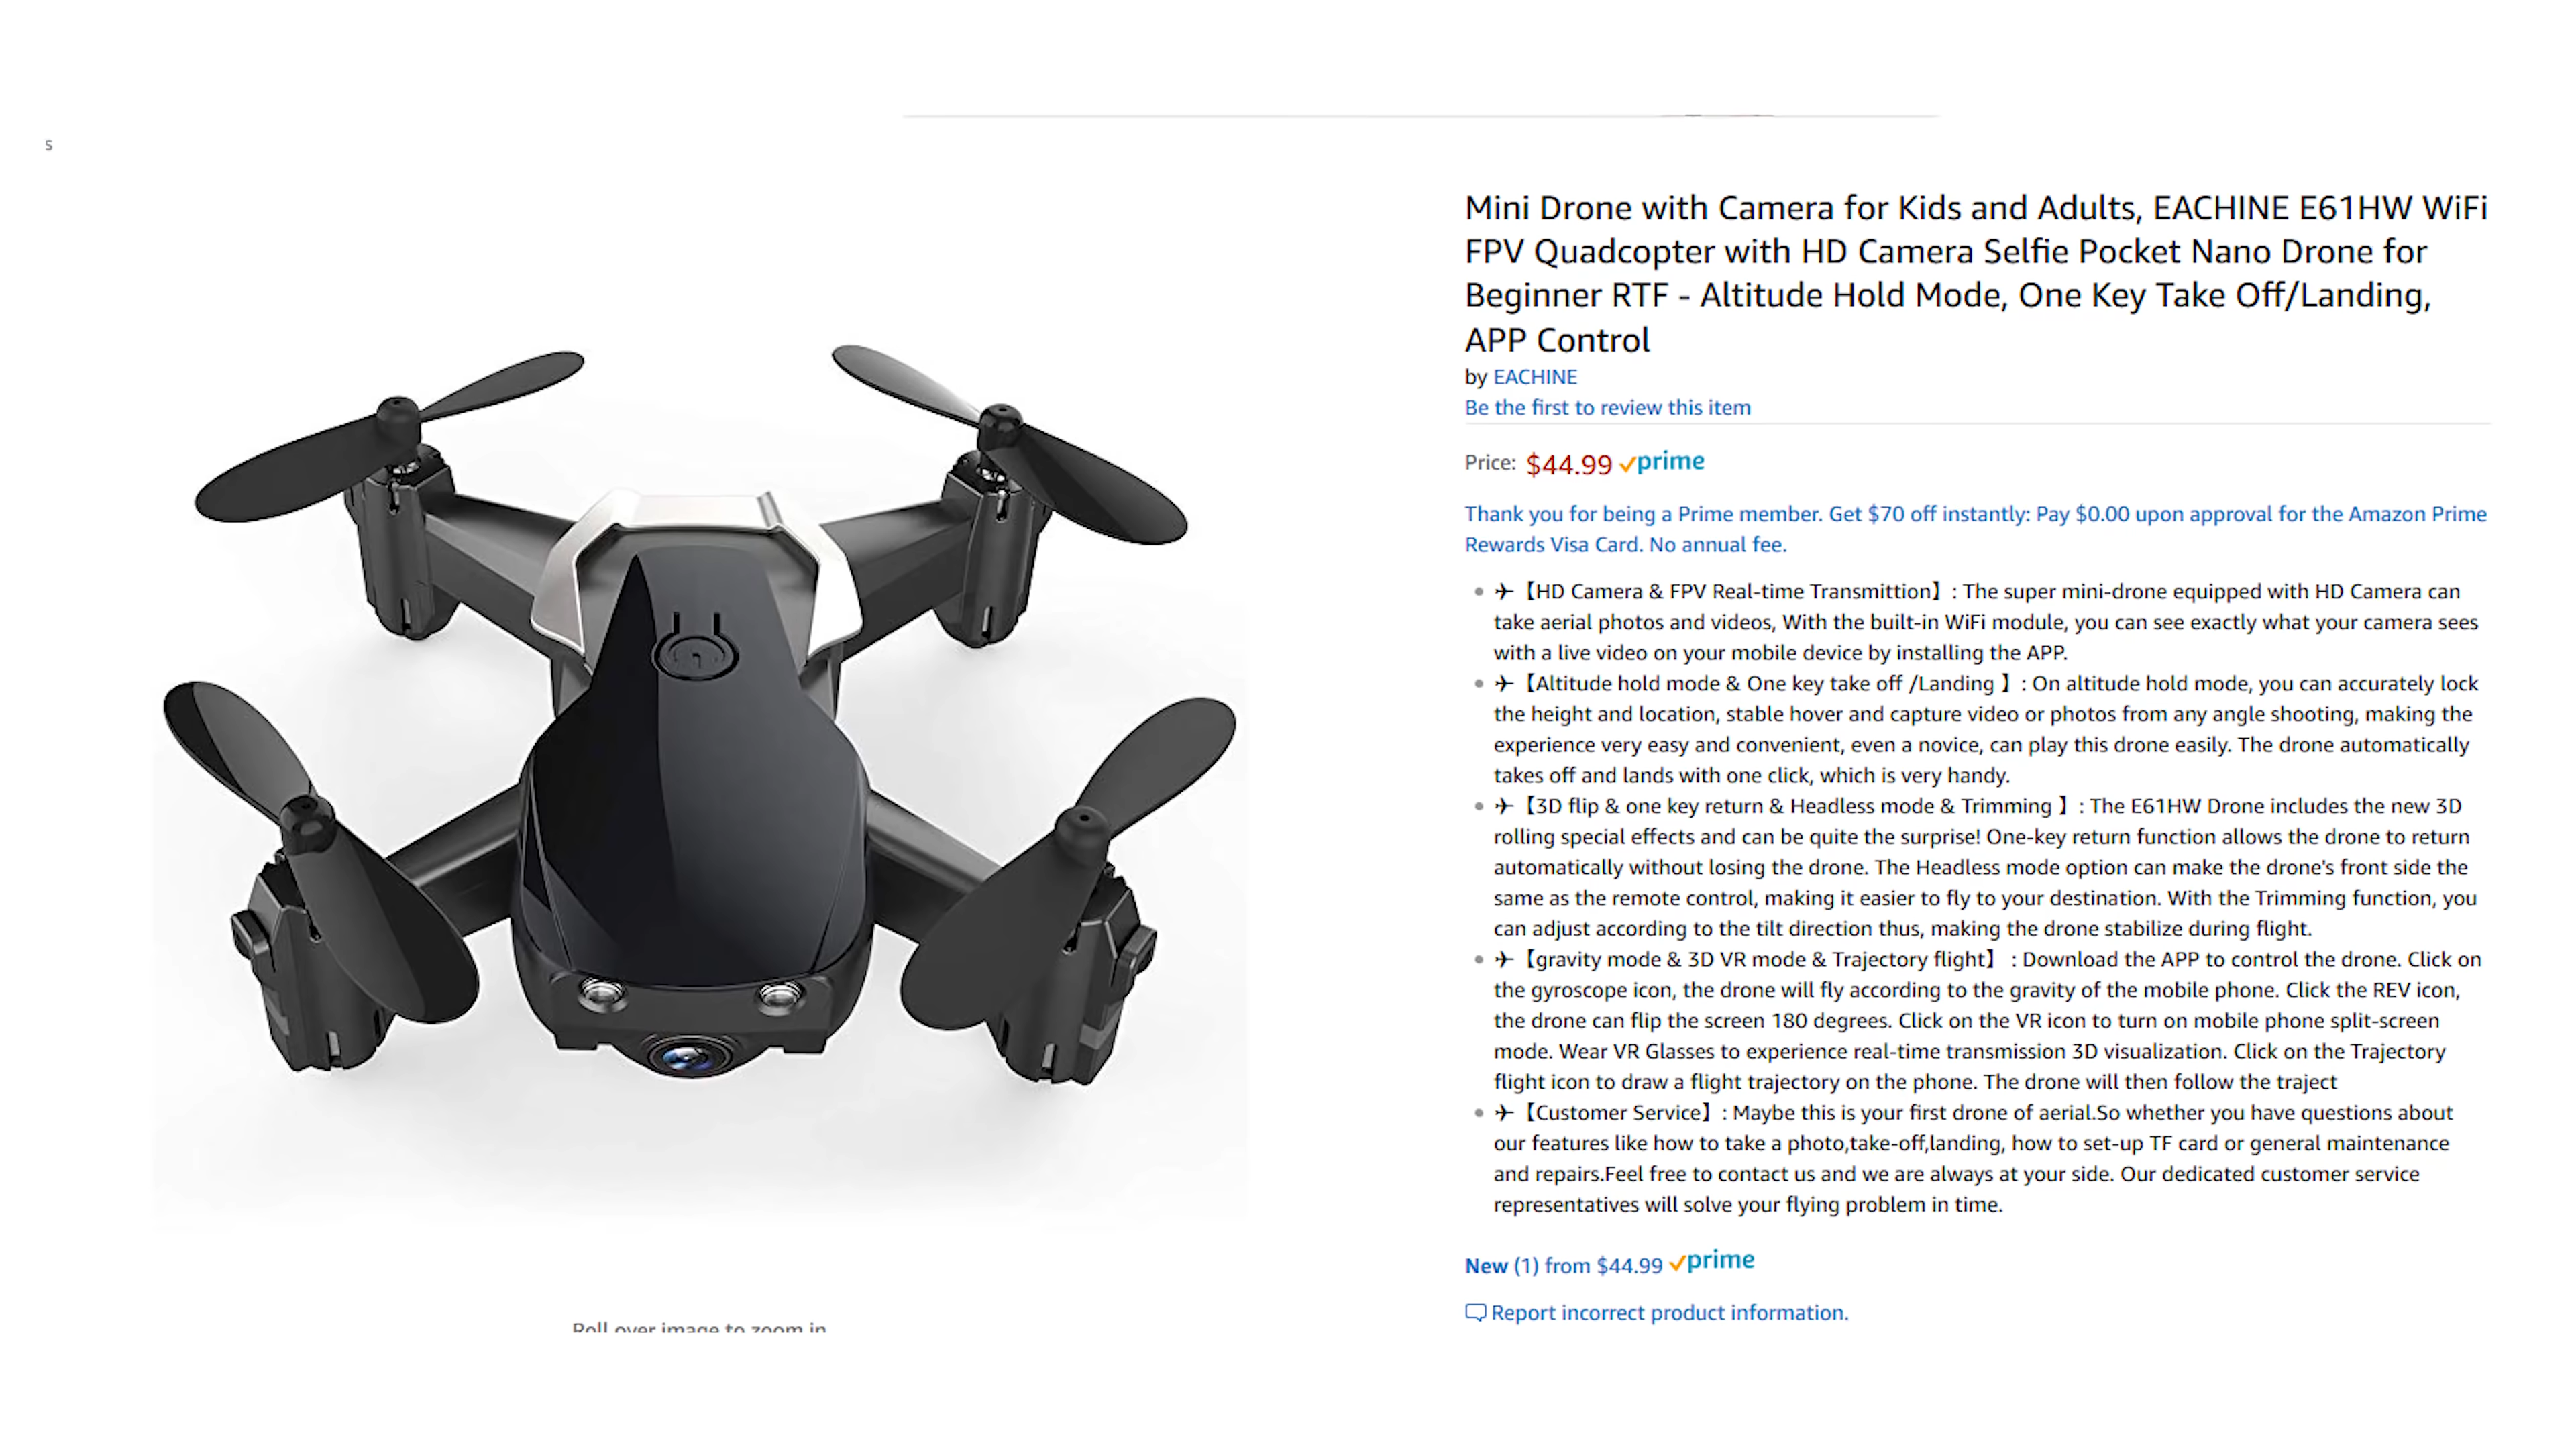 s
Mini Drone with Camera for Kids and Adults, EACHINE E61HW WiFi
FPV Quadcopter with HD Camera Selfie Pocket Nano Drone for
Beginner RTF - Altitude Hold Mode, One Key Take Off/Landing,
APP Control
by EACHINE
Be the first to review this item
Price: $44.99 prime
Thank you for being a Prime member. Get $70 off instantly: Pay $0.00 upon approval for the Amazon Prime
Rewards Visa Card. No annual fee.
• ✈【HD Camera & FPV Real-time Transmittion】: The super mini-drone equipped with HD Camera can
take aerial photos and videos, With the built-in WiFi module, you can see exactly what your camera sees
with a live video on your mobile device by installing the APP.
• ✈【Altitude hold mode & One key take off /Landing 】: On altitude hold mode, you can accurately lock
the height and location, stable hover and capture video or photos from any angle shooting, making the
experience very easy and convenient, even a novice, can play this drone easily. The drone automatically
takes off and lands with one click, which is very handy.
• ✈【3D flip & one key return & Headless mode & Trimming 】: The E61HW Drone includes the new 3D
rolling special effects and can be quite the surprise! One-key return function allows the drone to return
automatically without losing the drone. The Headless mode option can make the drone's front side the
same as the remote control, making it easier to fly to your destination. With the Trimming function, you
can adjust according to the tilt direction thus, making the drone stabilize during flight.
• ✈【gravity mode & 3D VR mode & Trajectory flight】 : Download the APP to control the drone. Click on
the gyroscope icon, the drone will fly according to the gravity of the mobile phone. Click the REV icon,
the drone can flip the screen 180 degrees. Click on the VR icon to turn on mobile phone split-screen
mode. Wear VR Glasses to experience real-time transmission 3D visualization. Click on the Trajectory
flight icon to draw a flight trajectory on the phone. The drone will then follow the traject
• ✈【Customer Service】: Maybe this is your first drone of aerial.So whether you have questions about
our features like how to take a photo,take-off,landing, how to set-up TF card or general maintenance
and repairs.Feel free to contact us and we are always at your side. Our dedicated customer service
representatives will solve your flying problem in time.
New (1) from $44.99 prime
Report incorrect product information.
Roll over image to zoom in